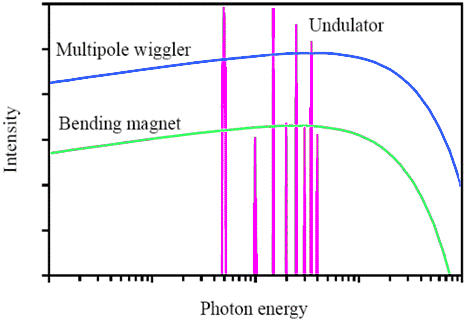 Undulator
Multipole wiggler
Bending magnet
Intensity
Photon energy